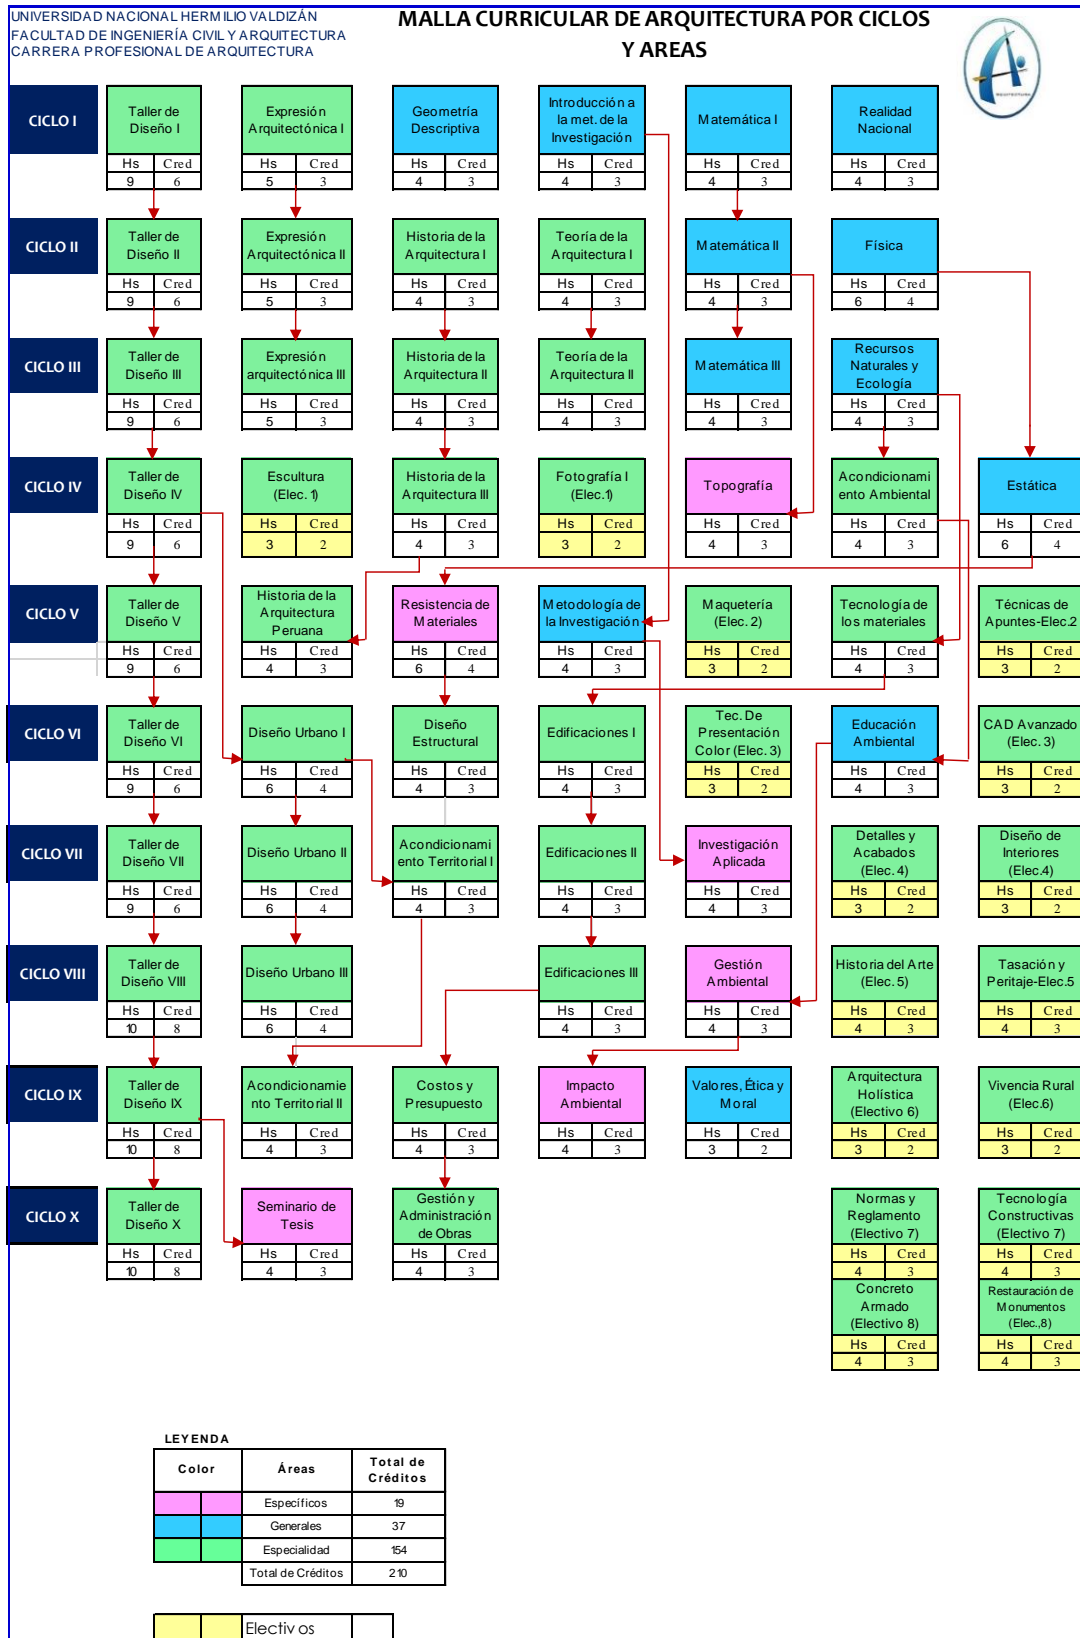 UNIVERSIDAD NACIONAL HERMILIO VALDIZÁN
FACULTAD DE INGENIERÍA CIVIL Y ARQUITECTURA
CARRERA PROFESIONAL DE ARQUITECTURA
MALLA CURRICULAR DE ARQUITECTURA POR CICLOS
Y AREAS
ARQUITECTURA
CICLO I
Taller de
Diseño I
Hs Cred
9 6
Expresión
Arquitectónica I
Hs Cred
5 3
Geometría
Descriptiva
Hs Cred
4 3
Introducción a
la met. de la
Investigación
Hs Cred
4 3
Matemática I
Hs Cred
4 3
Realidad
Nacional
Hs Cred
4 3
CICLO II
Taller de
Diseño II
Hs Cred
9 6
Expresión
Arquitectónica II
Hs Cred
5 3
Historia de la
Arquitectura I
Hs Cred
4 3
Teoría de la
Arquitectura I
Hs Cred
4 3
Matemática II
Hs Cred
4 3
Física
Hs Cred
6 4
CICLO III
Taller de
Diseño III
Hs Cred
9 6
Expresión
arquitectónica III
Hs Cred
5 3
Historia de la
Arquitectura II
Hs Cred
4 3
Teoría de la
Arquitectura II
Hs Cred
4 3
Matemática III
Hs Cred
4 3
Recursos
Naturales y
Ecología
Hs Cred
4 3
CICLO IV
Taller de
Diseño IV
Hs Cred
9 6
Escultura
(Elec. 1)
Hs Cred
3 2
Historia de la
Arquitectura III
Hs Cred
4 3
Fotografía I
(Elec.1)
Hs Cred
3 2
Topografía
Hs Cred
4 3
Acondicionami
ento Ambiental
Hs Cred
4 3
Estática
Hs Cred
6 4
CICLO V
Taller de
Diseño V
Hs Cred
9 6
Historia de la
Arquitectura
Peruana
Hs Cred
4 3
Resistencia de
Materiales
Hs Cred
6 4
Metodología de
la Investigación
Hs Cred
4 3
Maquetería
(Elec. 2)
Hs Cred
3 2
Tecnología de
los materiales
Hs Cred
4 3
Técnicas de
Apuntes-Elec.2
Hs Cred
3 2
CICLO VI
Taller de
Diseño VI
Hs Cred
9 6
Diseño Urbano I
Hs Cred
6 4
Diseño
Estructural
Hs Cred
4 3
Edificaciones I
Hs Cred
4 3
Tec. De
Presentación
Color (Elec. 3)
Hs Cred
3 2
Educación
Ambiental
Hs Cred
4 3
CAD Avanzado
(Elec. 3)
Hs Cred
3 2
CICLO VII
Taller de
Diseño VII
Hs Cred
9 6
Diseño Urbano II
Hs Cred
6 4
Acondicionami
ento Territorial I
Hs Cred
4 3
Edificaciones II
Hs Cred
4 3
Investigación
Aplicada
Hs Cred
4 3
Detalles y
Acabados
(Elec. 4)
Hs Cred
3 2
Diseño de
Interiores
(Elec.4)
Hs Cred
3 2
CICLO VIII
Taller de
Diseño VIII
Hs Cred
10 8
Diseño Urbano III
Hs Cred
6 4
Edificaciones III
Hs Cred
4 3
Gestión
Ambiental
Hs Cred
4 3
Historia del Arte
(Elec. 5)
Hs Cred
4 3
Tasación y
Peritaje-Elec.5
Hs Cred
4 3
CICLO IX
Taller de
Diseño IX
Hs Cred
10 8
Acondicionamie
nto Territorial II
Hs Cred
4 3
Costos y
Presupuesto
Hs Cred
4 3
Impacto
Ambiental
Hs Cred
4 3
Valores, Ética y
Moral
Hs Cred
3 2
Arquitectura
Holística
(Electivo 6)
Hs Cred
3 2
Vivencia Rural
(Elec.6)
Hs Cred
3 2
CICLO X
Taller de
Diseño X
Hs Cred
10 8
Seminario de
Tesis
Hs Cred
4 3
Gestión y
Administración
de Obras
Hs Cred
4 3
Normas y
Reglamento
(Electivo 7)
Hs Cred
4 3
Tecnología
Constructivas
(Electivo 7)
Hs Cred
4 3
Concreto
Armado
(Electivo 8)
Hs Cred
4 3
Restauración de
Monumentos
(Elec.,8)
Hs Cred
4 3
LEYENDA
Color Áreas Total de
Créditos
Específicos 19
Generales 37
Especialidad 154
Total de Créditos 210
Electivos